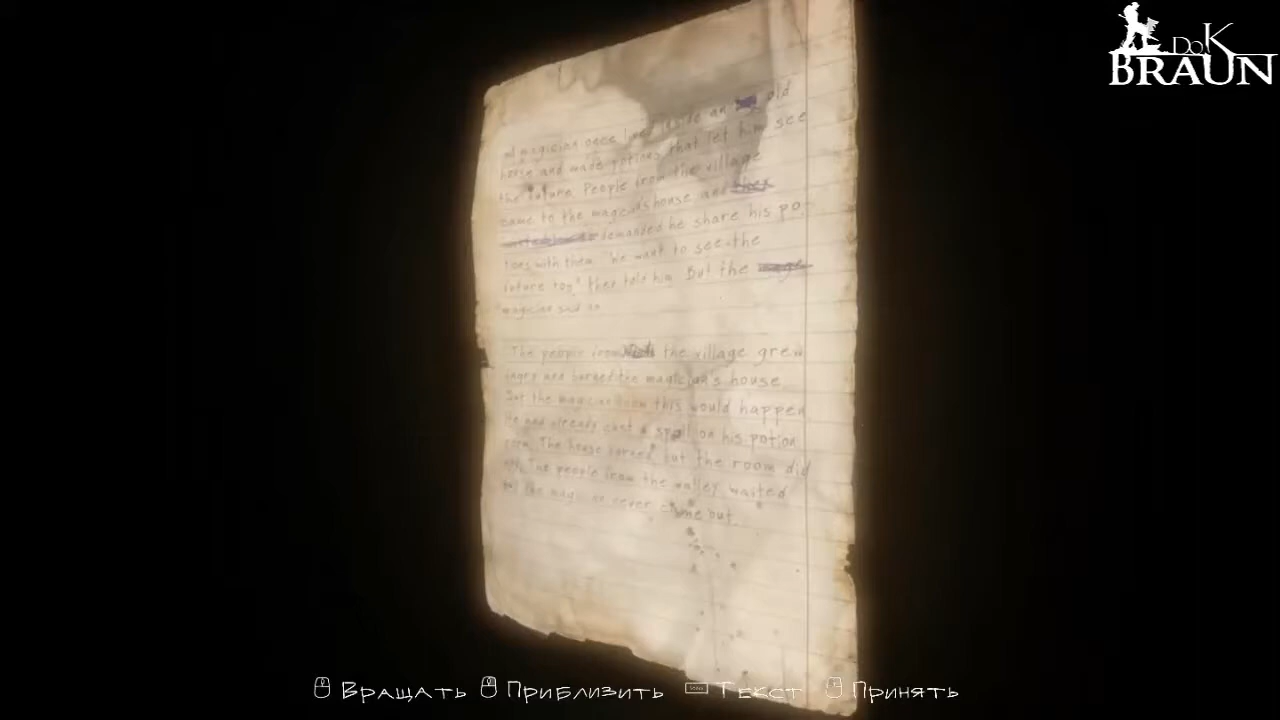 DOK
BRAUN
magician once lived inside an old
house and made potions that let him see
the future. People from the village
came to the magicians house and they
demanded he share his po-
tions with them. "We want to see the
future too," they told him. But the
magician said no.
The people from the village grew
angry and burned the magician's house.
But the magician knew this would happen
He had already cast a spell on his potion
room. The house burned, but the room did
not. The people from the valley waited
but the magician never came out.
Вращать Приблизить Текст Принять